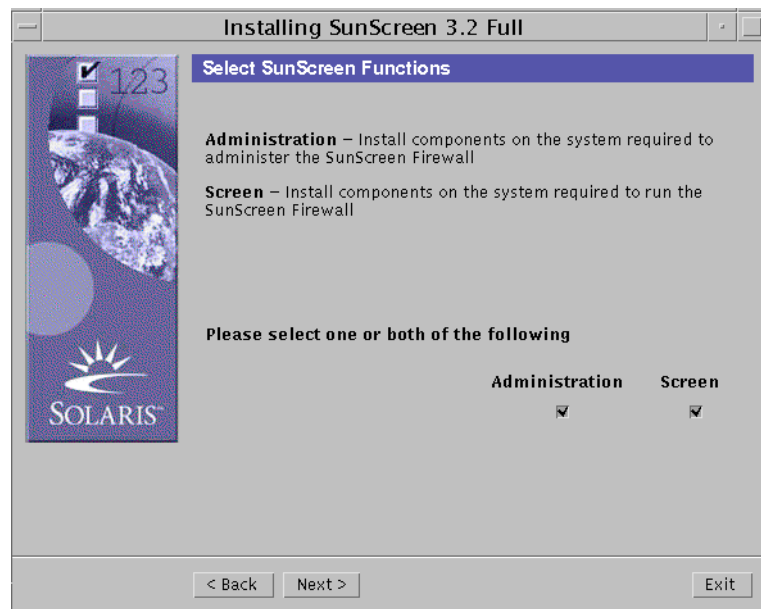 Installing SunScreen 3.2 Full
123
Select SunScreen Functions
Administration – Install components on the system required to
administer the SunScreen Firewall
Screen – Install components on the system required to run the
SunScreen Firewall
Please select one or both of the following
Administration Screen
SOLARIS™
< Back Next > Exit